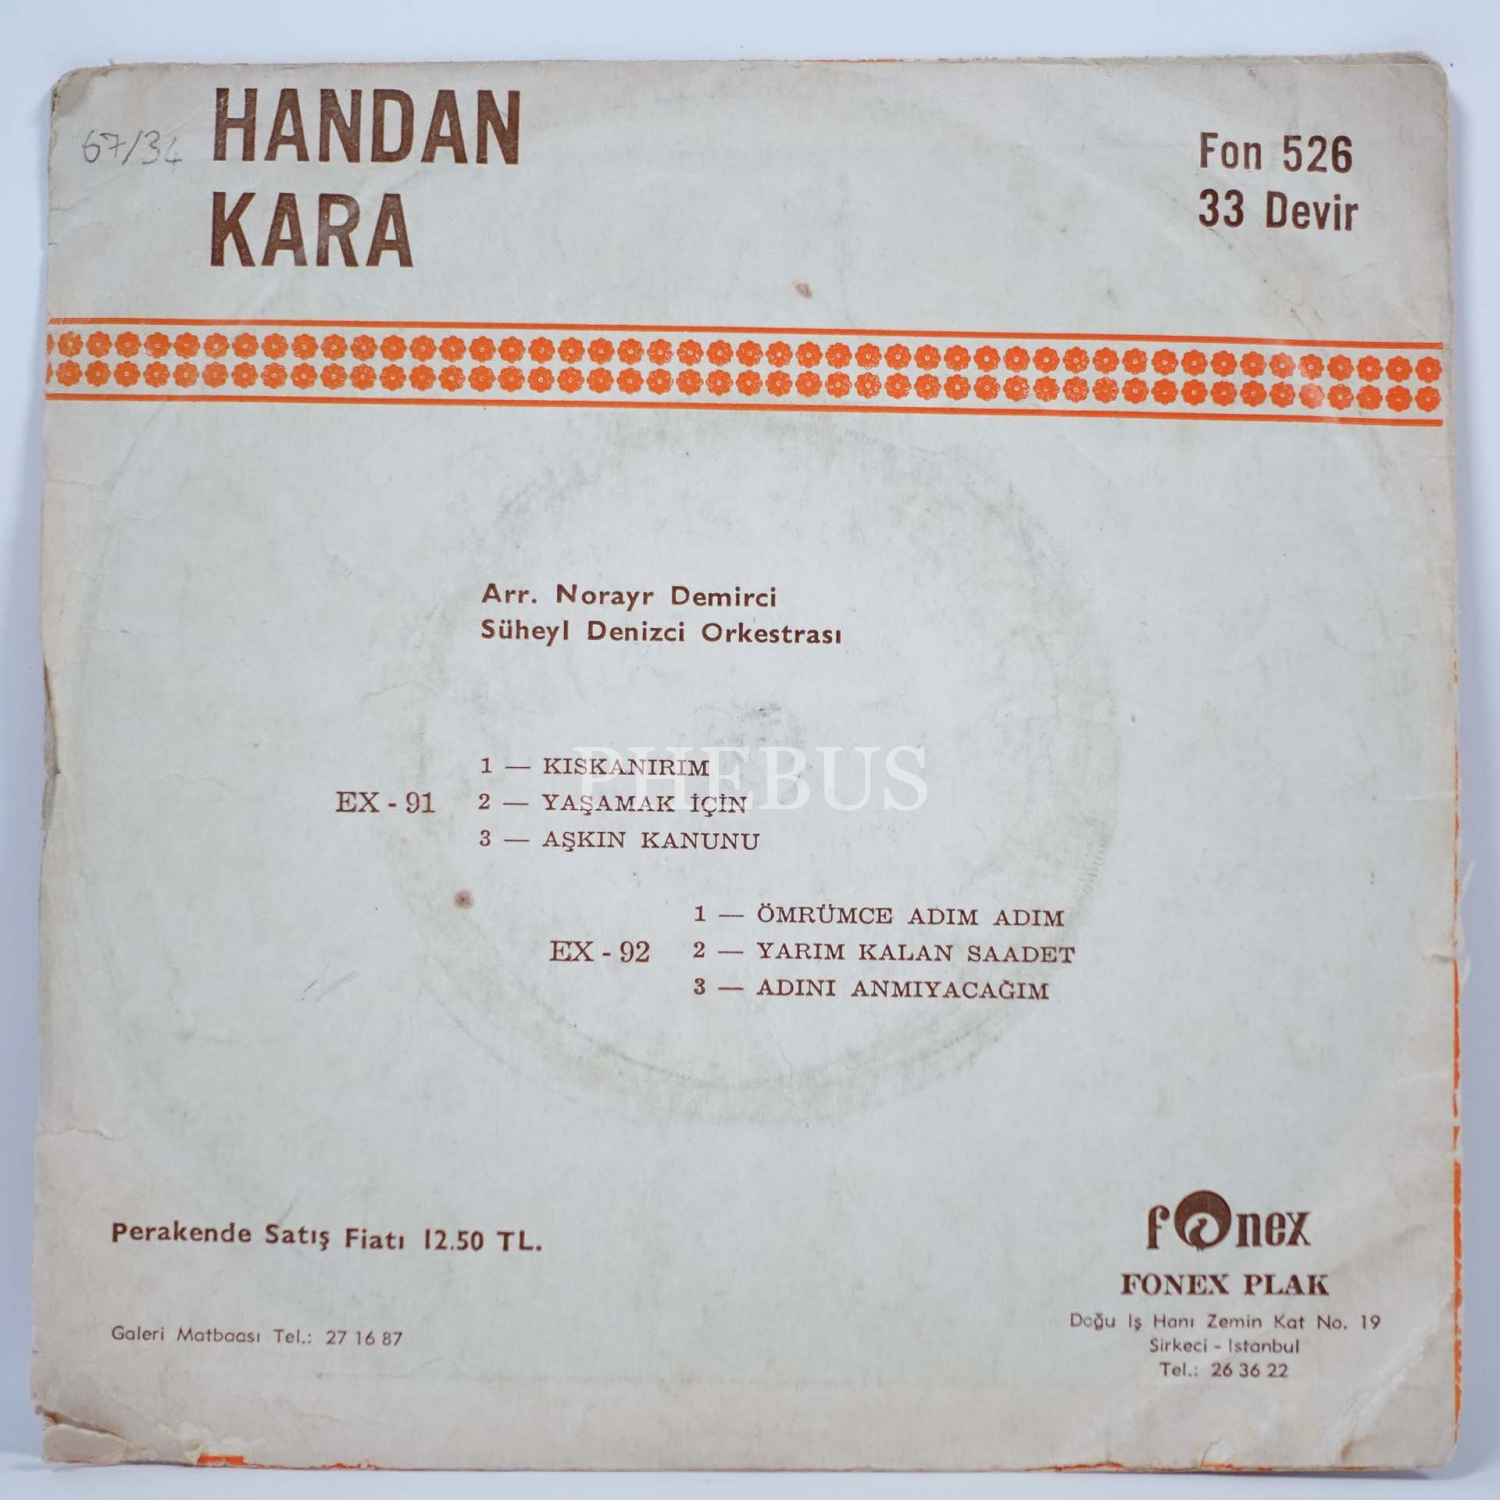 HANDAN
KARA
Fon 526
33 Devir
Arr. Norayr Demirci
Süheyl Denizci Orkestrası
1 — KISKANIRIM
EX - 91 2 — YAŞAMAK İÇİN
3 — AŞKIN KANUNU
PHEBUS
1 — ÖMRÜMCE ADIM ADIM
EX - 92 2 — YARIM KALAN SAADET
3 — ADINI ANMIYACAĞIM
Perakende Satış Fiatı 12.50 TL.
Galeri Matbaası Tel.: 27 16 87
fonex
FONEX PLAK
Doğu İş Hanı Zemin Kat No. 19
Sirkeci - İstanbul
Tel.: 26 36 22